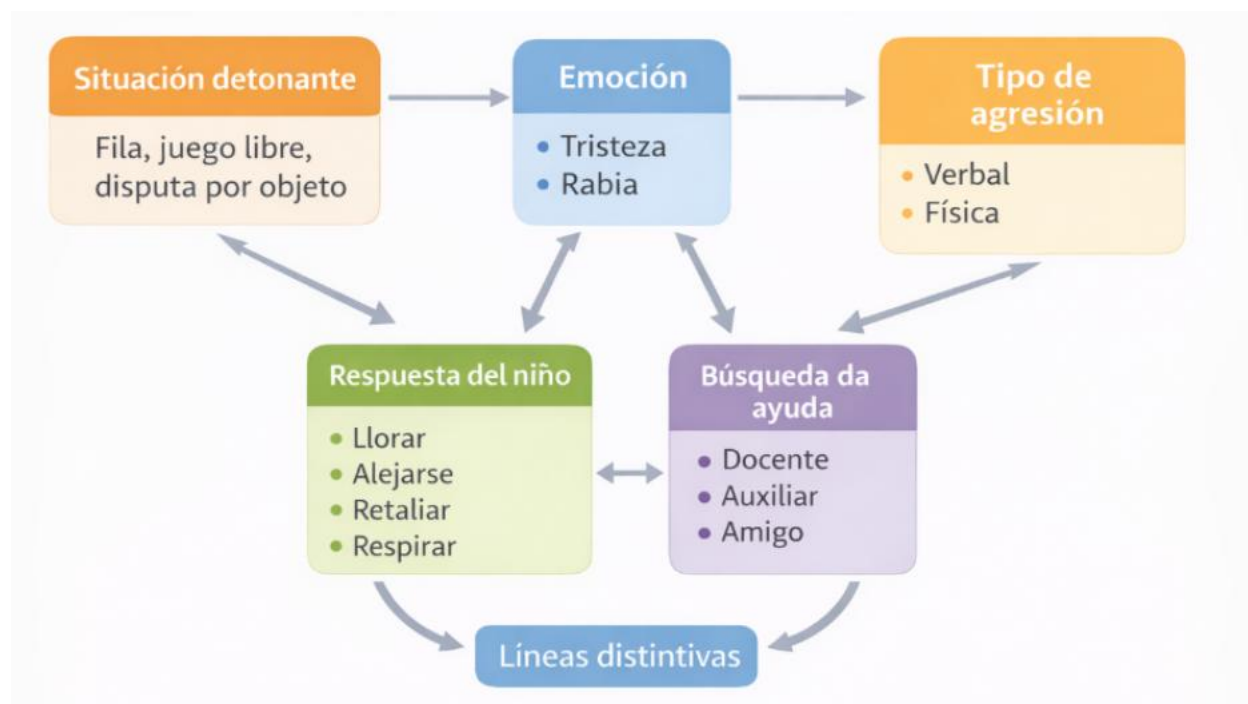 Situación detonante
Fila, juego libre,
disputa por objeto
Emoción
• Tristeza
• Rabia
Tipo de
agresión
• Verbal
• Física
Respuesta del niño
• Llorar
• Alejarse
• Retaliar
• Respirar
Búsqueda da
ayuda
• Docente
• Auxiliar
• Amigo
Líneas distintivas